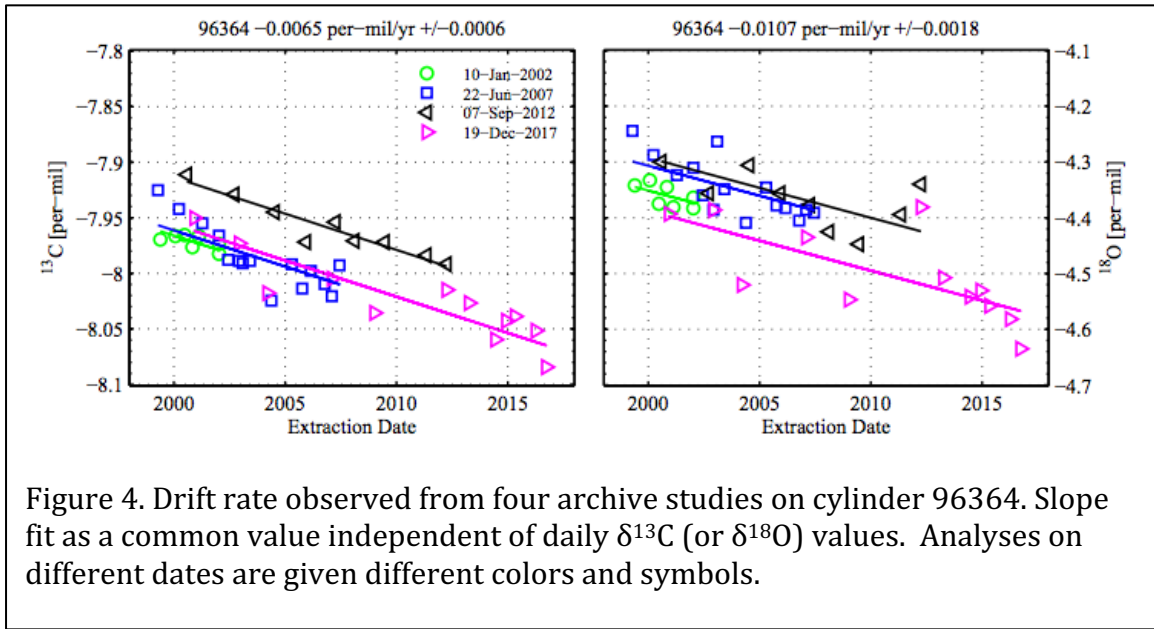 96364 −0.0065 per−mil/yr +/−0.0006
96364 −0.0107 per−mil/yr +/−0.0018
−7.8
−7.85
−7.9
−7.95
−8
−8.05
−8.1
¹³C [per−mil]
10−Jan−2002
22−Jun−2007
07−Sep−2012
19−Dec−2017
2000 2005 2010 2015
Extraction Date
−4.1
−4.2
−4.3
−4.4
−4.5
−4.6
−4.7
¹⁸O [per−mil]
2000 2005 2010 2015
Extraction Date
Figure 4. Drift rate observed from four archive studies on cylinder 96364. Slope
fit as a common value independent of daily δ¹³C (or δ¹⁸O) values.  Analyses on
different dates are given different colors and symbols.